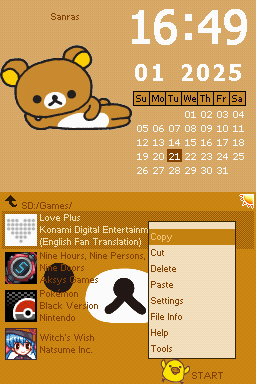 Sanras
16:49
01 2025
Su Mo Tu We Th Fr Sa
01 02 03 04
05 06 07 08 09 10 11
12 13 14 15 16 17 18
19 20 21 22 23 24 25
26 27 28 29 30 31
SD:/Games/
Love Plus
Konami Digital Entertainm
(English Fan Translation)
Nine Hours, Nine Persons,
Nine Doors
Aksys Games
Pokémon
Black Version
Nintendo
Witch's Wish
Natsume Inc.
Copy
Cut
Delete
Paste
Settings
File Info
Help
Tools
START